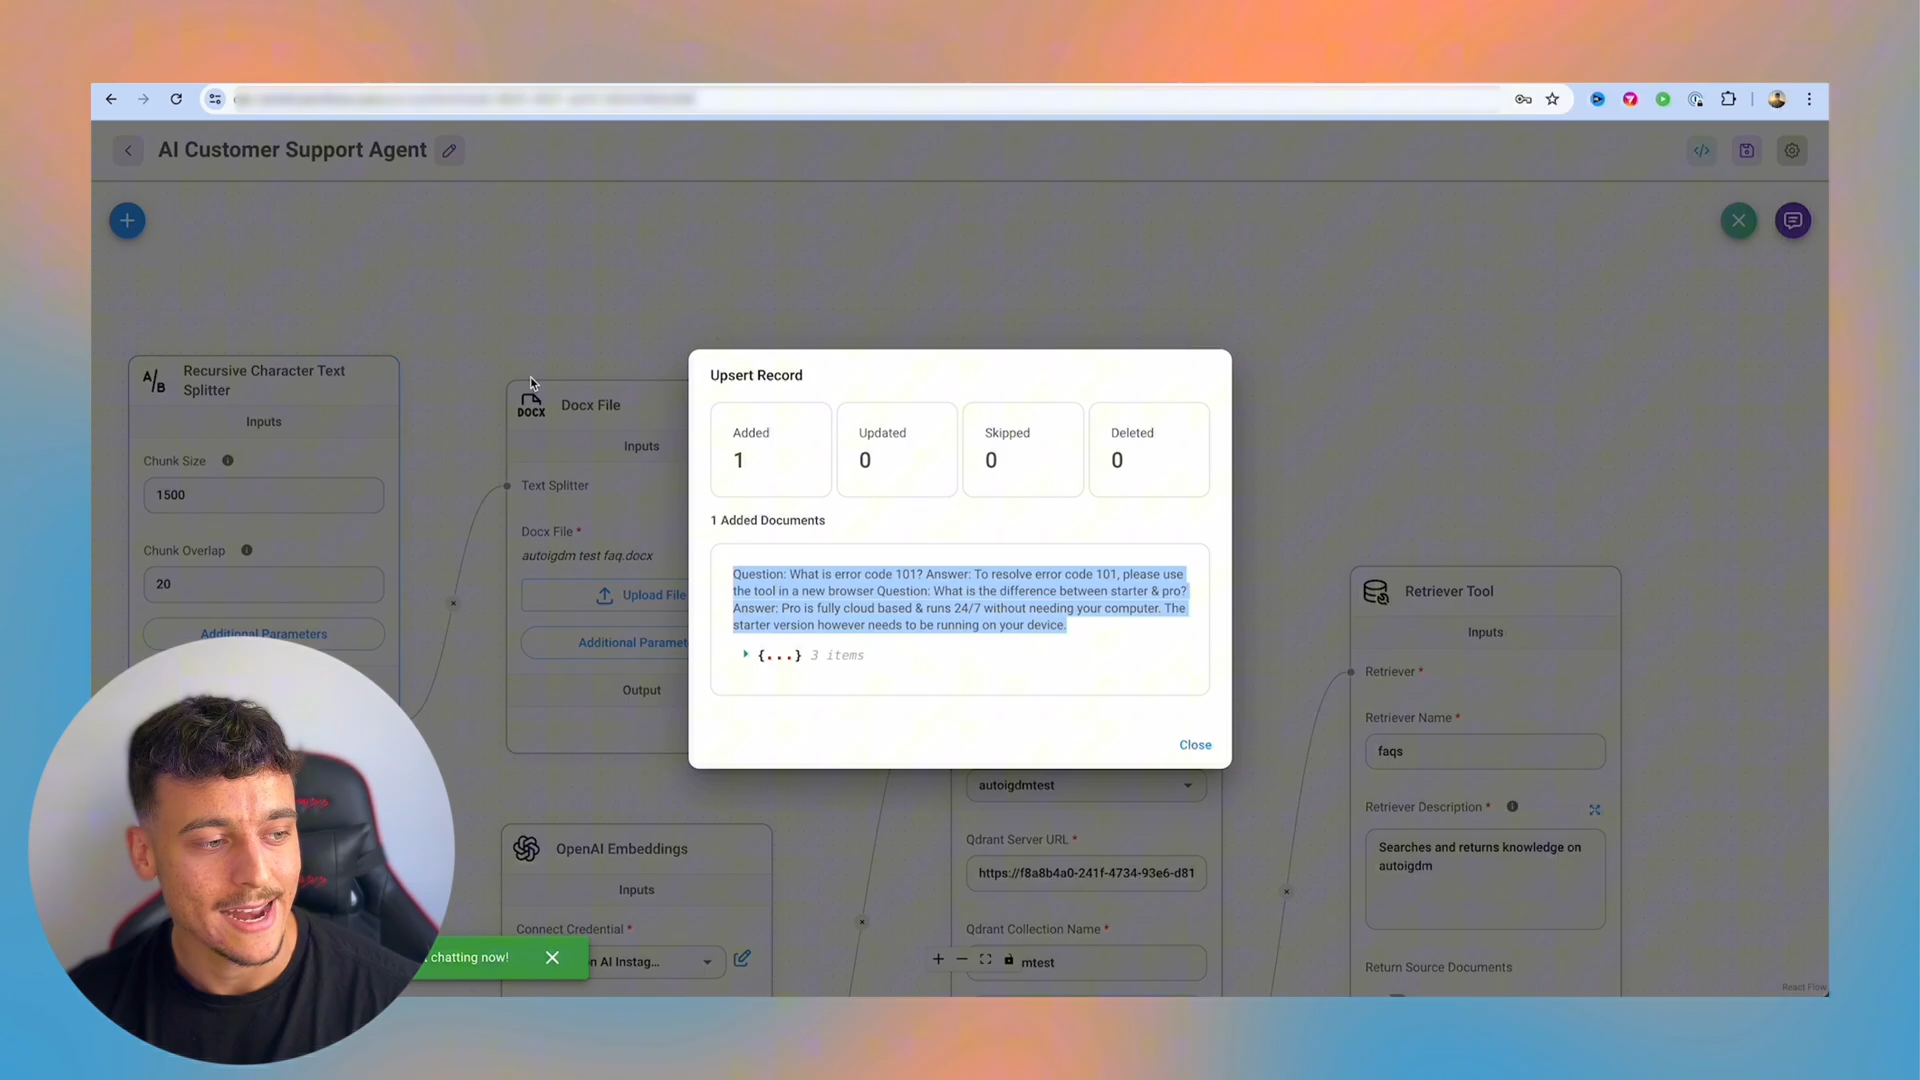 AI Customer Support Agent
Recursive Character Text
Splitter
Inputs
Chunk Size
1500
Chunk Overlap
20
Additional Parameters
DOCX
Docx File
Inputs
Text Splitter
Docx File *
autoigdm test faq.docx
Upload File
Additional Parame
Output
Upsert Record
Added
1
Updated
0
Skipped
0
Deleted
0
1 Added Documents
Question: What is error code 101? Answer: To resolve error code 101, please use
the tool in a new browser Question: What is the difference between starter & pro?
Answer: Pro is fully cloud based & runs 24/7 without needing your computer. The
starter version however needs to be running on your device.
{...} 3 items
Close
OpenAI Embeddings
Inputs
Connect Credential *
n AI Instag...
chatting now!
autoigdmtest
Qdrant Server URL *
https://f8a8b4a0-241f-4734-93e6-d81
Qdrant Collection Name *
mtest
Retriever Tool
Inputs
Retriever *
Retriever Name *
faqs
Retriever Description *
Searches and returns knowledge on
autoigdm
Return Source Documents
React Flow